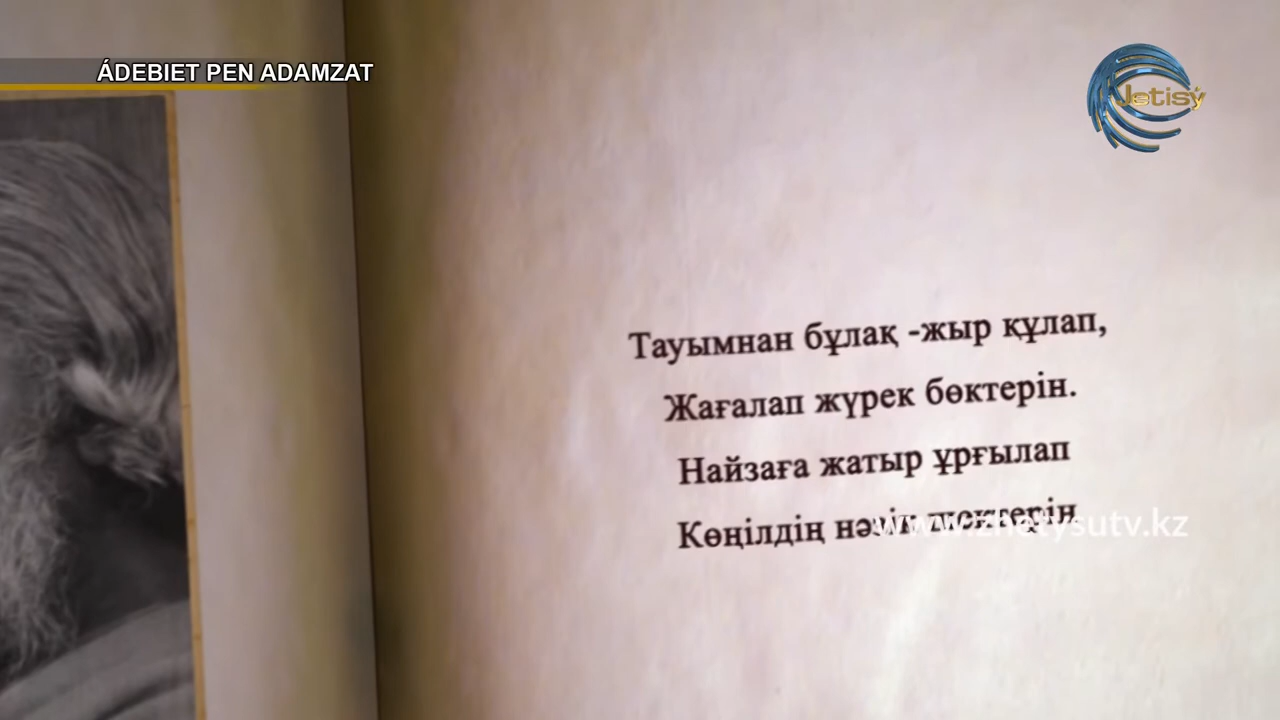 ÁDEBIET PEN ADAMZAT
Jetisý
Тауымнан бұлақ -жыр құлап,
Жағалап жүрек бөктерін.
Найзаға жатыр ұрғылап
Көңілдің
www.zhetysutv.kz